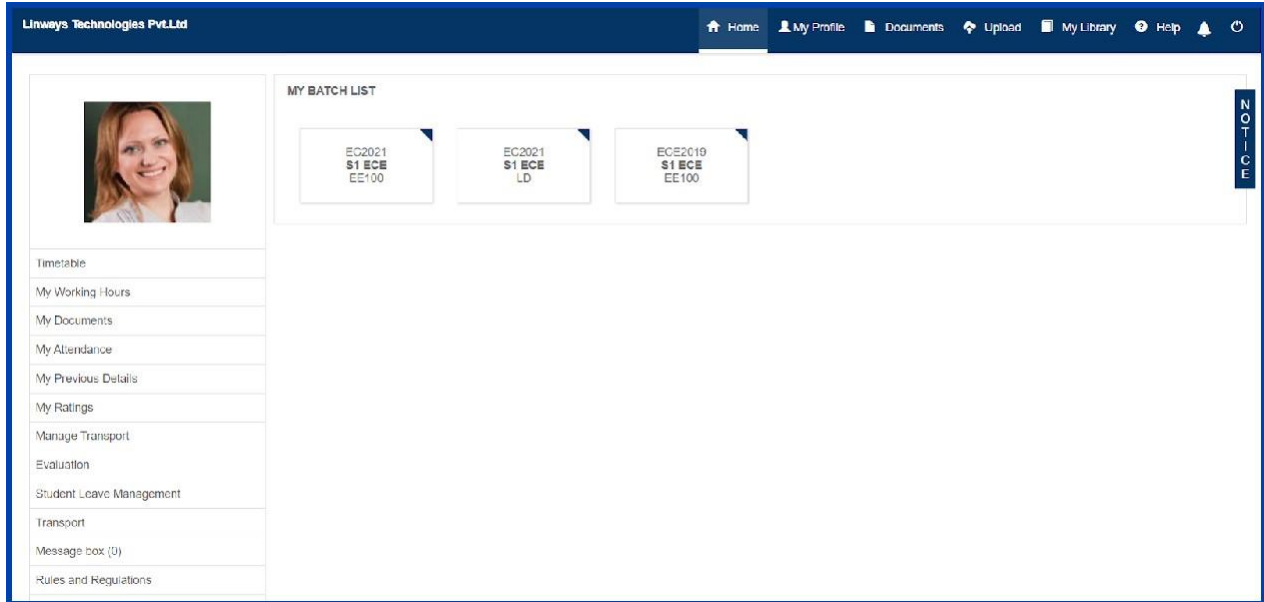 Linways Technologies Pvt.Ltd
Home My Profile Documents Upload My Library Help
MY BATCH LIST
EC2021
S1 ECE
EE100
EC2021
S1 ECE
LD
ECE2019
S1 ECE
EE100
NOTICE
Timetable
My Working Hours
My Documents
My Attendance
My Previous Details
My Ratings
Manage Transport
Evaluation
Student Leave Management
Transport
Message box (0)
Rules and Regulations